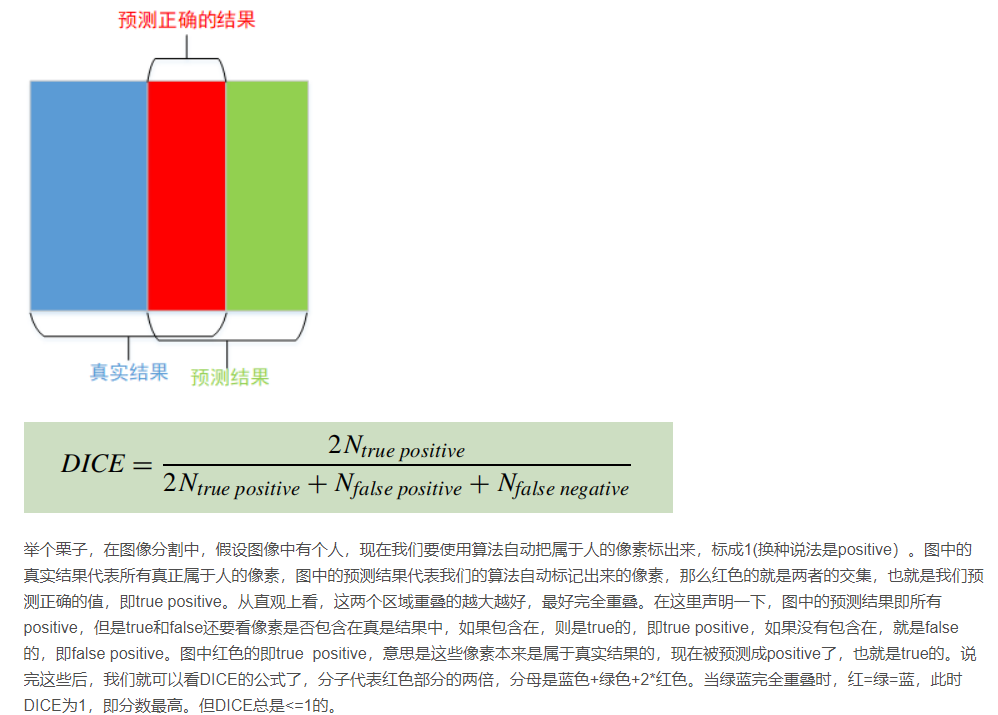 预测正确的结果
真实结果
预测结果
DICE = 2N_{true positive} / (2N_{true positive} + N_{false positive} + N_{false negative})
举个栗子，在图像分割中，假设图像中有个人，现在我们要使用算法自动把属于人的像素标出来，标成1(换种说法是positive）。图中的
真实结果代表所有真正属于人的像素，图中的预测结果代表我们的算法自动标记出来的像素，那么红色的就是两者的交集，也就是我们预
测正确的值，即true positive。从直观上看，这两个区域重叠的越大越好，最好完全重叠。在这里声明一下，图中的预测结果即所有
positive，但是true和false还要看像素是否包含在真是结果中，如果包含在，则是true的，即true positive，如果没有包含在，就是false
的，即false positive。图中红色的即true  positive，意思是这些像素本来是属于真实结果的，现在被预测成positive了，也就是true的。说
完这些后，我们就可以看DICE的公式了，分子代表红色部分的两倍，分母是蓝色+绿色+2*红色。当绿蓝完全重叠时，红=绿=蓝，此时
DICE为1，即分数最高。但DICE总是<=1的。